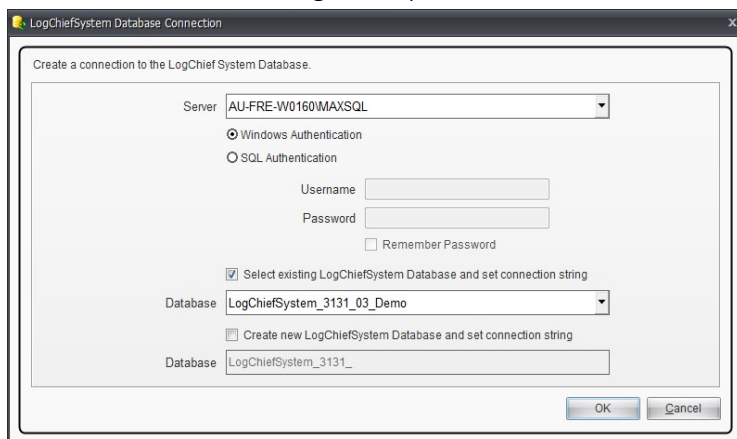 LogChiefSystem Database Connection
x
Create a connection to the LogChief System Database.
Server AU-FRE-W0160\MAXSQL
Windows Authentication
SQL Authentication
Username
Password
Remember Password
Select existing LogChiefSystem Database and set connection string
Database LogChiefSystem_3131_03_Demo
Create new LogChiefSystem Database and set connection string
Database LogChiefSystem_3131_
OK Cancel